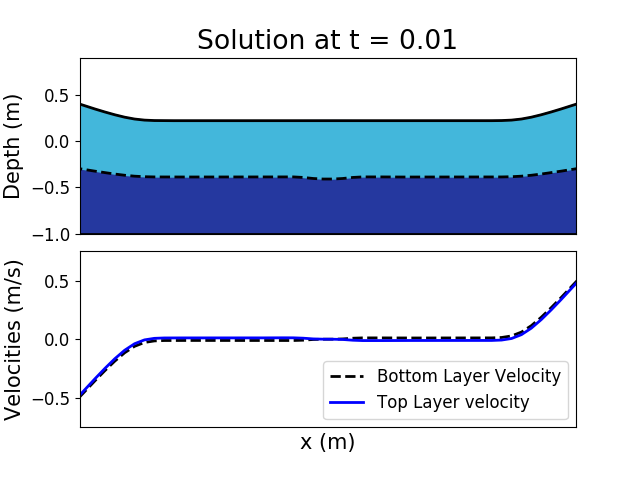 Solution at t = 0.01
Depth (m)
0.5
0.0
−0.5
−1.0
Velocities (m/s)
0.5
0.0
−0.5
Bottom Layer Velocity
Top Layer velocity
x (m)